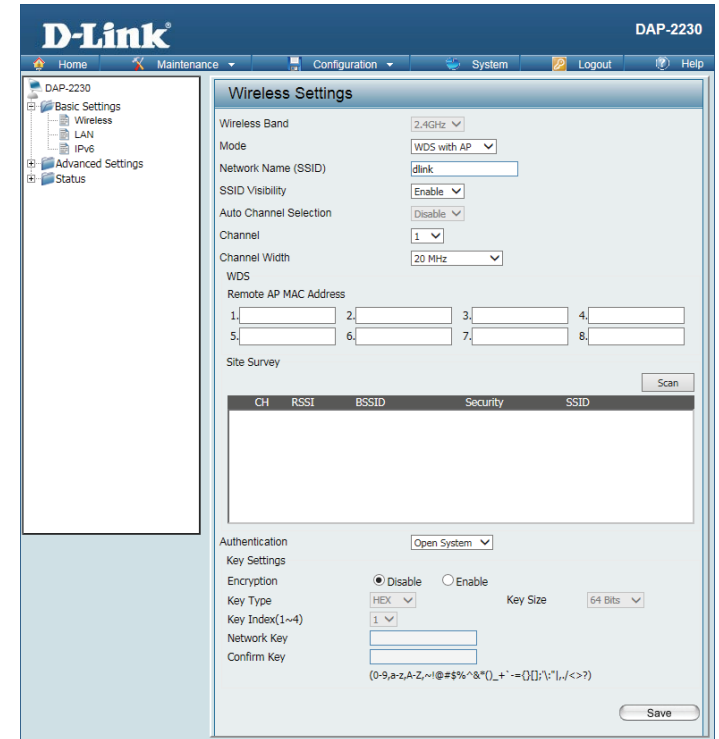 D-Link®
DAP-2230
Home Maintenance Configuration System Logout Help
DAP-2230
Basic Settings
Wireless
LAN
IPv6
Advanced Settings
Status
Wireless Settings
Wireless Band 2.4GHz
Mode WDS with AP
Network Name (SSID) dlink
SSID Visibility Enable
Auto Channel Selection Disable
Channel 1
Channel Width 20 MHz
WDS
Remote AP MAC Address
1. 2. 3. 4.
5. 6. 7. 8.
Site Survey
Scan
CH RSSI BSSID Security SSID
Authentication Open System
Key Settings
Encryption Disable Enable
Key Type HEX Key Size 64 Bits
Key Index(1~4) 1
Network Key
Confirm Key
(0-9,a-z,A-Z,~!@#$%^&*()_+`-={}[];'\:"|,./<>?)
Save